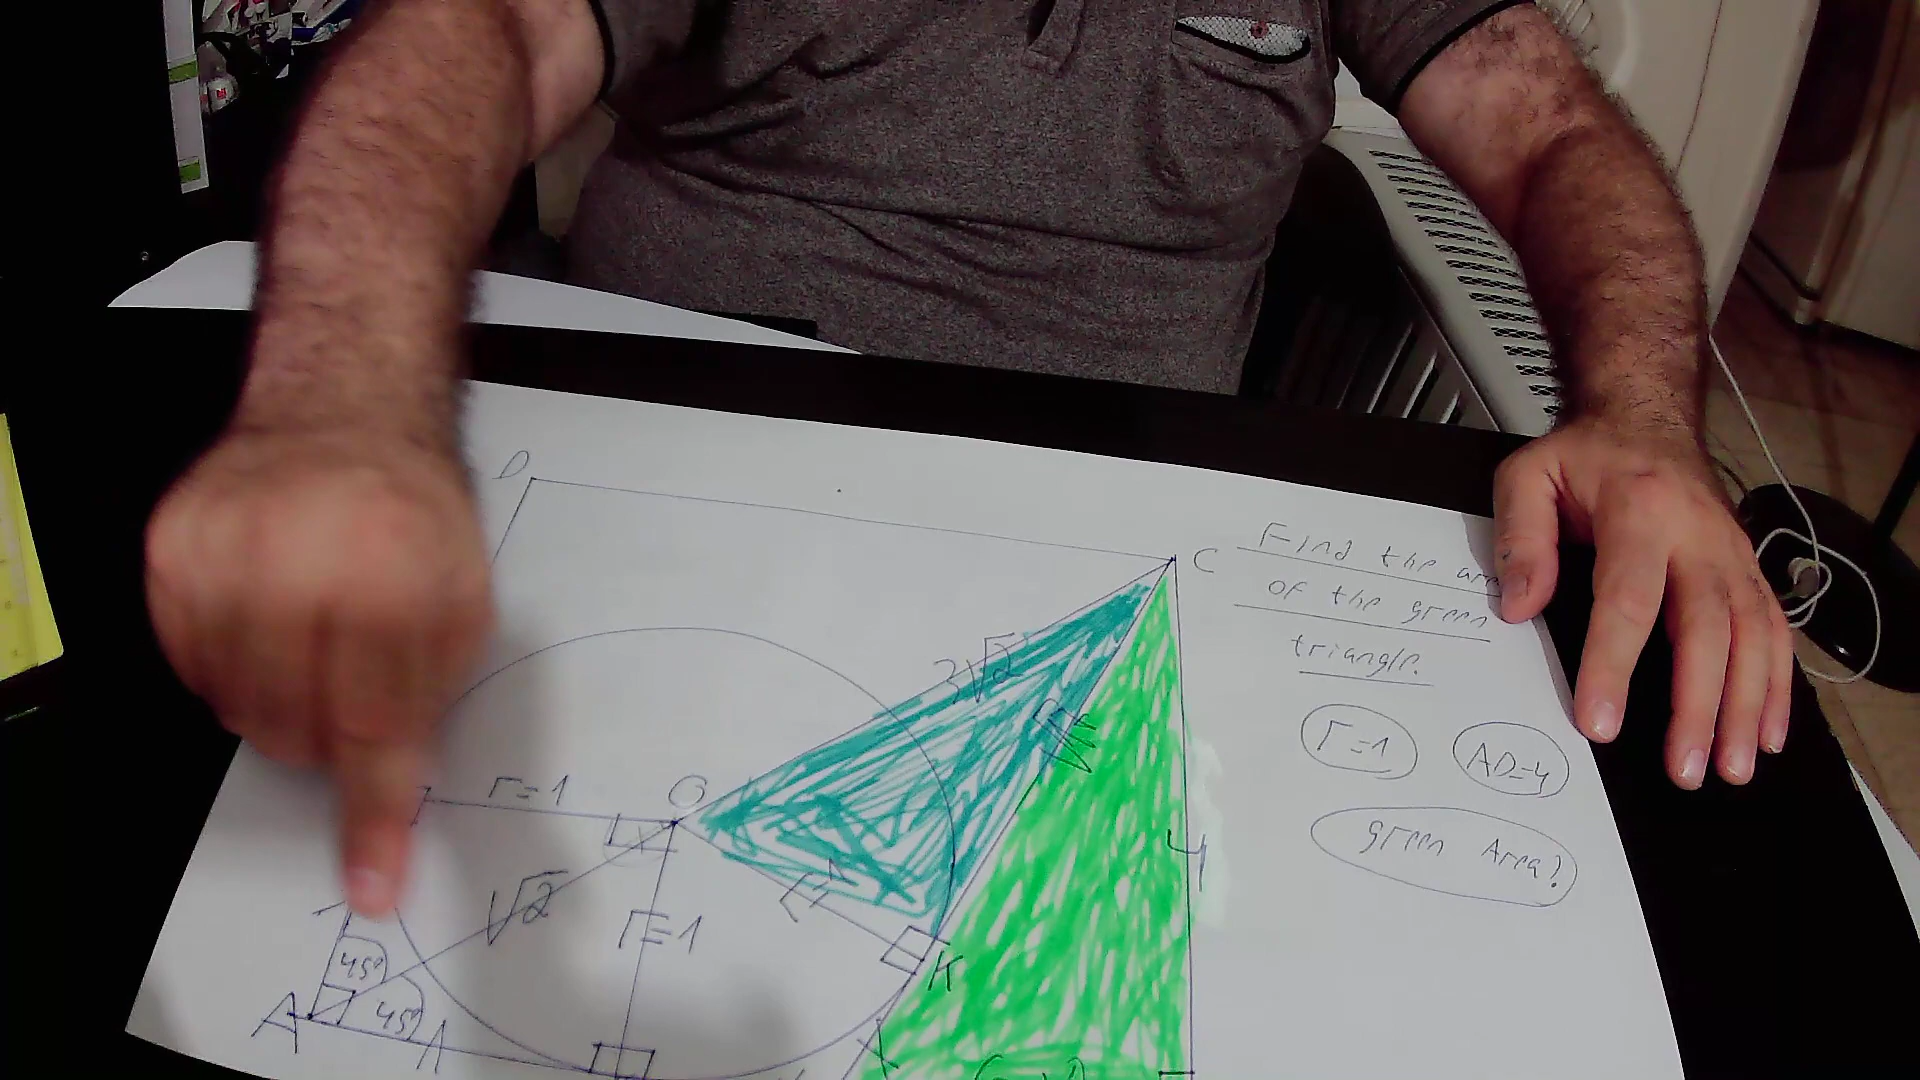 Find the are
of the green
triangle.
r=1
AD=4
green Area?
D
C
3√2
O
r=1
√2
r=1
4
K
45°
45°
A
1
x